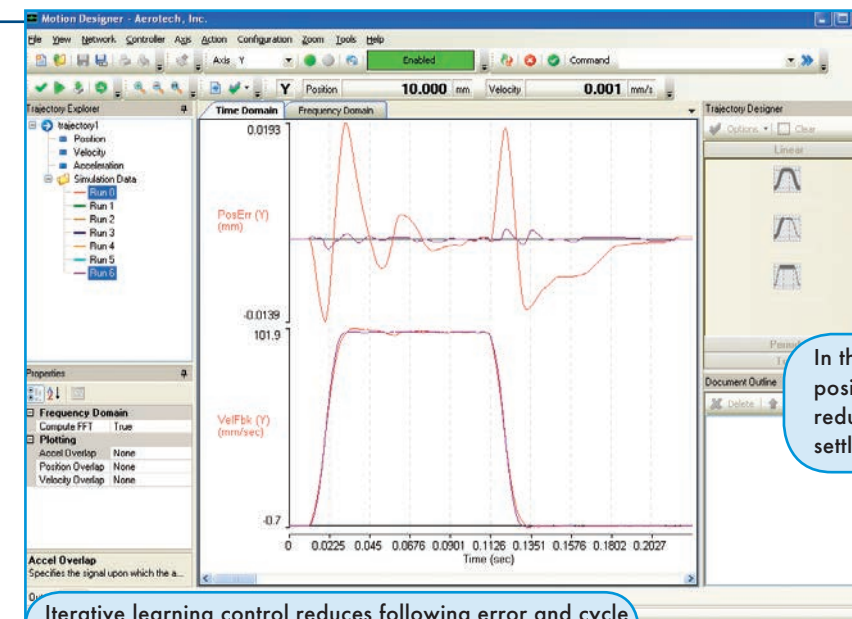 Motion Designer - Aerotech, Inc.
File View Network Controller Axis Action Configuration Zoom Tools Help
Axis Y Enabled Command
Y Position 10.000 mm Velocity 0.001 mm/s
Trajectory Explorer
trajectory1
Position
Velocity
Acceleration
Simulation Data
Run 0
Run 1
Run 2
Run 3
Run 4
Run 5
Run 6
Properties
Frequency Domain
Compute FFT True
Plotting
Accel Overlap None
Position Overlap None
Velocity Overlap None
Accel Overlap
Specifies the signal upon which the a...
Time Domain Frequency Domain
0.0193
PosErr (Y)
(mm)
-0.0139
101.9
VelFbk (Y)
(mm/sec)
-0.7
0 0.0225 0.045 0.0676 0.0901 0.1126 0.1351 0.1576 0.1802 0.2027
Time (sec)
Trajectory Designer
Options Clear
Linear
Document Outline
Delete
In th
posi
redu
settl
Iterative learning control reduces following error and cycle